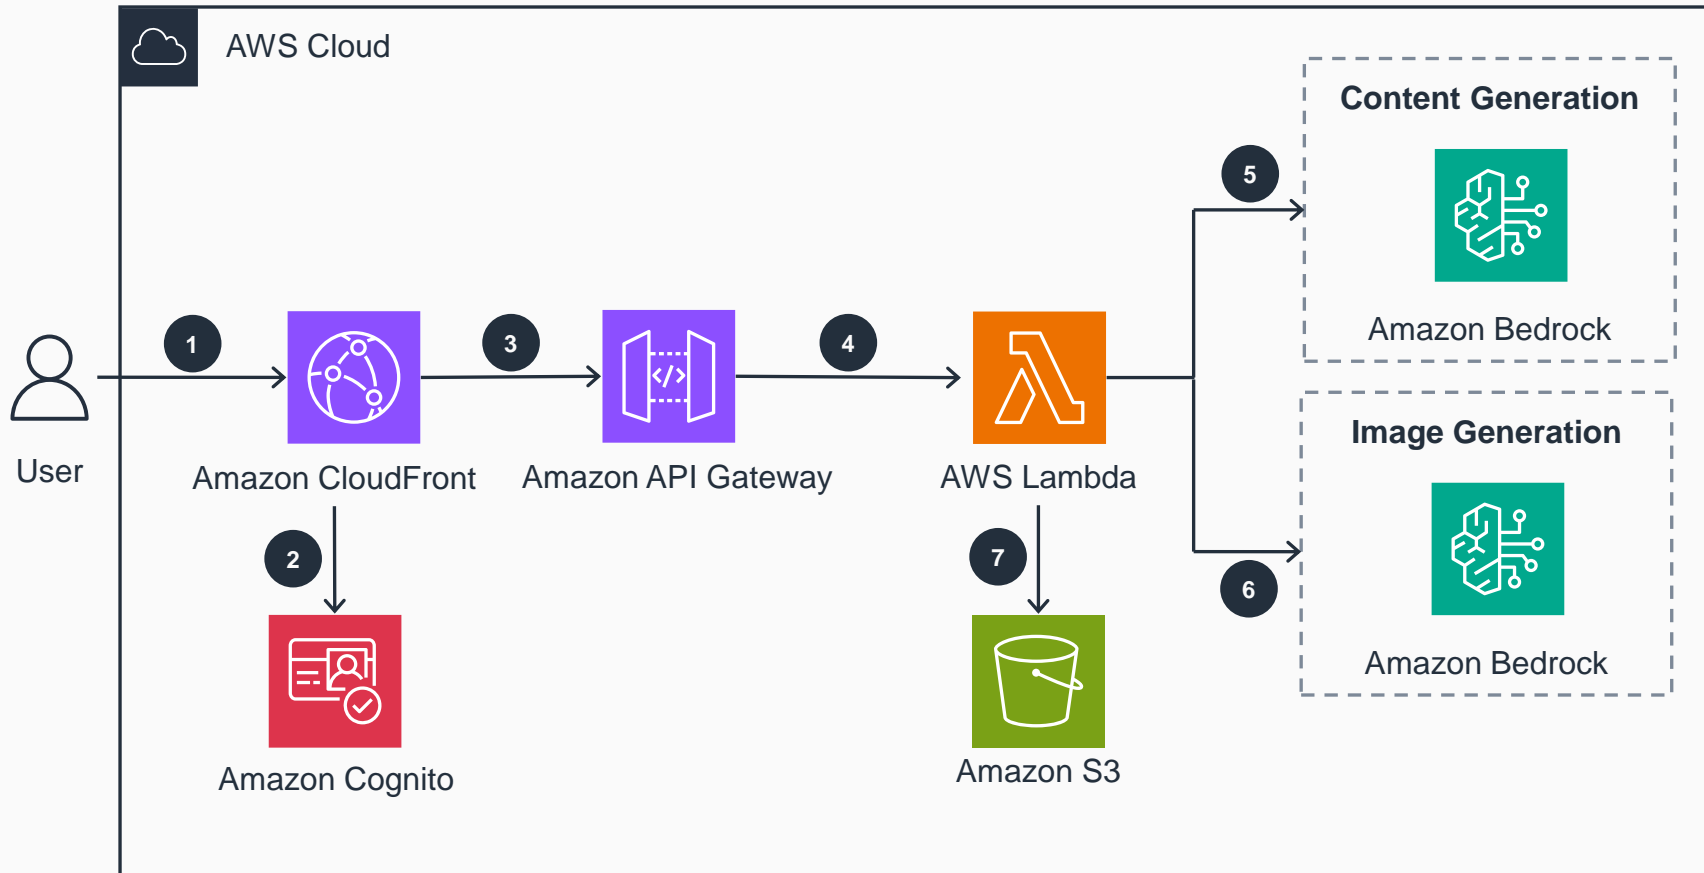 AWS Cloud
Content Generation
5
Amazon Bedrock
1
3
4
User
Amazon CloudFront
Amazon API Gateway
AWS Lambda
Image Generation
2
7
6
Amazon Bedrock
Amazon Cognito
Amazon S3